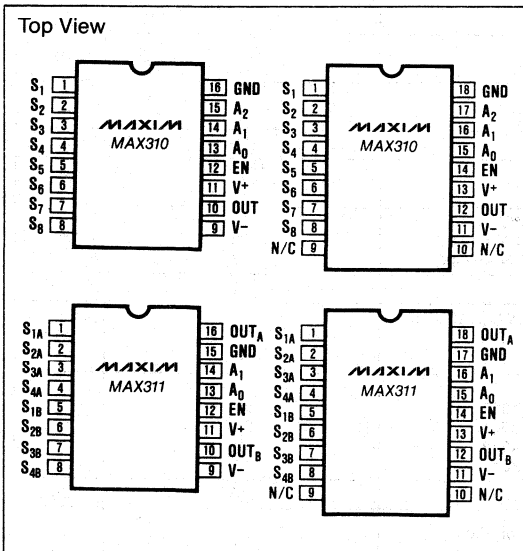 Top View
S1 1 16 GND
S2 2 15 A2
S3 3 14 A1
S4 4 13 A0
S5 5 12 EN
S6 6 11 V+
S7 7 10 OUT
S8 8 9 V-
MAXIM
MAX310
S1 1 18 GND
S2 2 17 A2
S3 3 16 A1
S4 4 15 A0
S5 5 14 EN
S6 6 13 V+
S7 7 12 OUT
S8 8 11 V-
N/C 9 10 N/C
MAXIM
MAX310
S1A 1 16 OUTA
S2A 2 15 GND
S3A 3 14 A1
S4A 4 13 A0
S1B 5 12 EN
S2B 6 11 V+
S3B 7 10 OUTB
S4B 8 9 V-
MAXIM
MAX311
S1A 1 18 OUTA
S2A 2 17 GND
S3A 3 16 A1
S4A 4 15 A0
S1B 5 14 EN
S2B 6 13 V+
S3B 7 12 OUTB
S4B 8 11 V-
N/C 9 10 N/C
MAXIM
MAX311